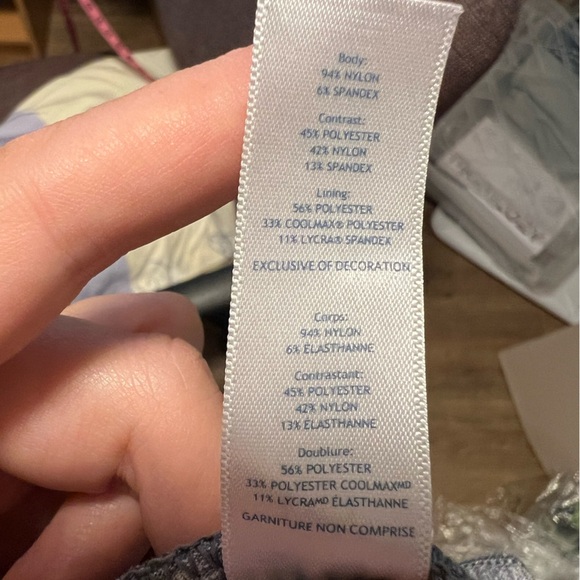 Body:
94% NYLON
6% SPANDEX
Contrast:
45% POLYESTER
42% NYLON
13% SPANDEX
Lining:
56% POLYESTER
33% COOLMAX® POLYESTER
11% LYCRA® SPANDEX
EXCLUSIVE OF DECORATION
Corps:
94% NYLON
6% ÉLASTHANNE
Contrastant:
45% POLYESTER
42% NYLON
13% ÉLASTHANNE
Doublure:
56% POLYESTER
33% POLYESTER COOLMAXMD
11% LYCRAMD ÉLASTHANNE
GARNITURE NON COMPRISE